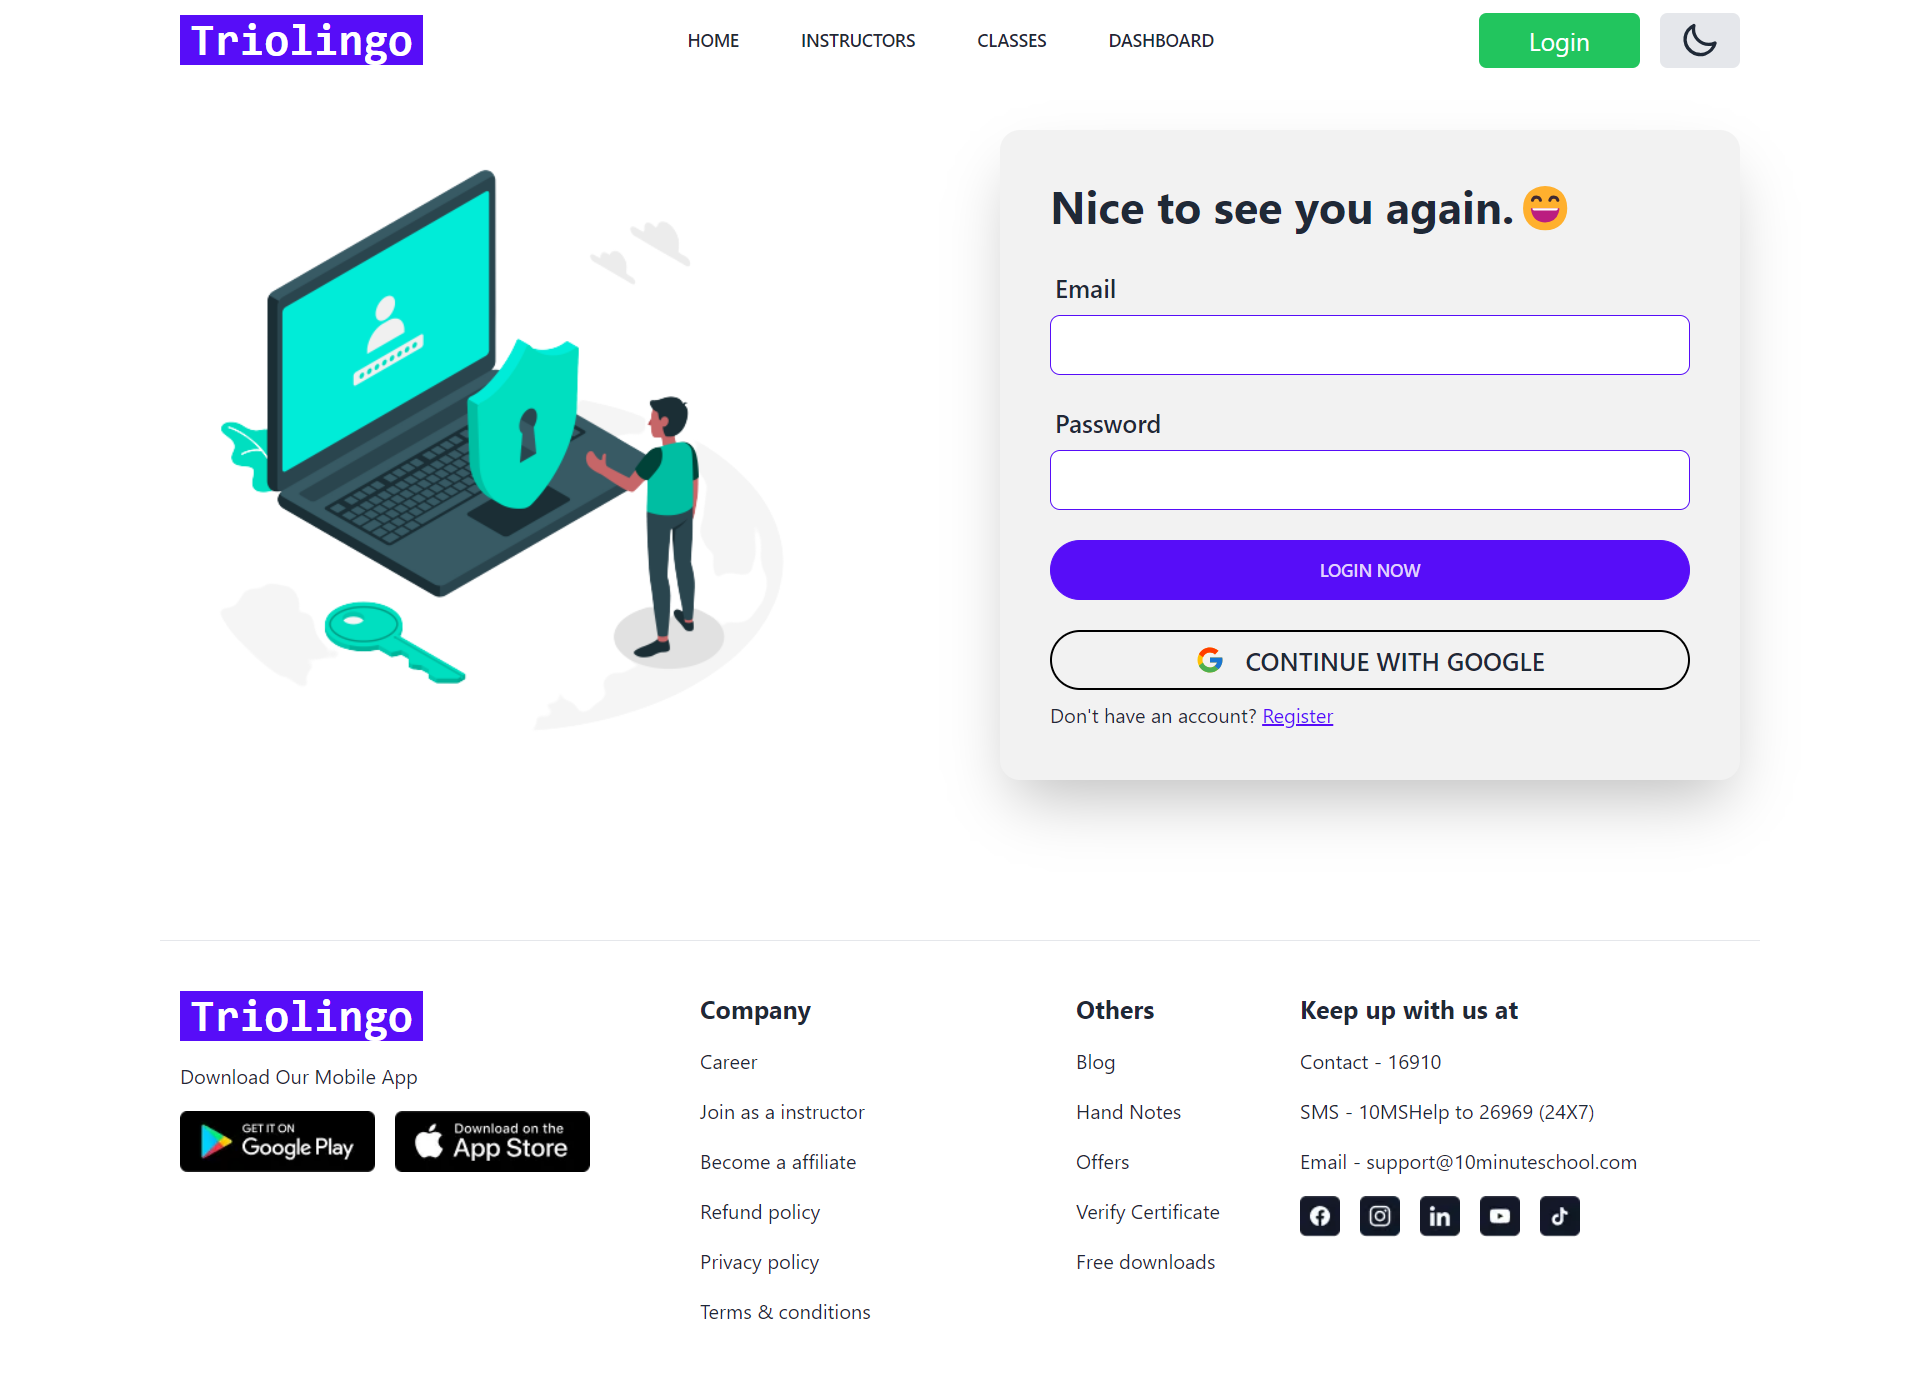 Triolingo
HOME INSTRUCTORS CLASSES DASHBOARD
Login
Nice to see you again. 😄
Email
Password
LOGIN NOW
CONTINUE WITH GOOGLE
Don't have an account? Register
Triolingo
Download Our Mobile App
GET IT ON
Google Play
Download on the
App Store
Company
Career
Join as a instructor
Become a affiliate
Refund policy
Privacy policy
Terms & conditions
Others
Blog
Hand Notes
Offers
Verify Certificate
Free downloads
Keep up with us at
Contact - 16910
SMS - 10MSHelp to 26969 (24X7)
Email - support@10minuteschool.com